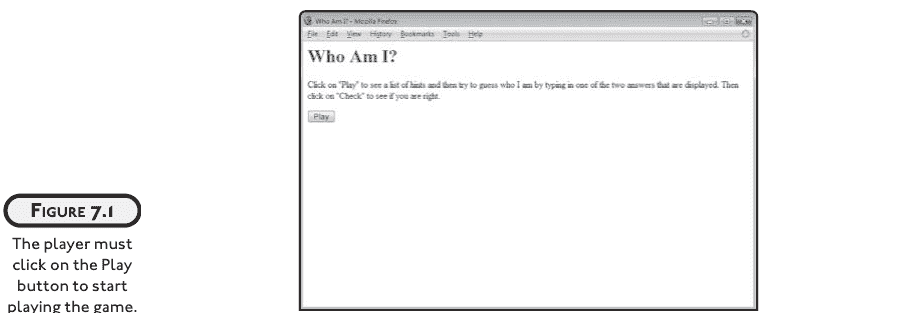 Who Am I? - Mozilla Firefox
File Edit View History Bookmarks Tools Help
Who Am I?
Click on "Play" to see a list of hints and then try to guess who I am by typing in one of the two answers that are displayed. Then
click on "Check" to see if you are right.
Play
FIGURE 7.1
The player must
click on the Play
button to start
playing the game.